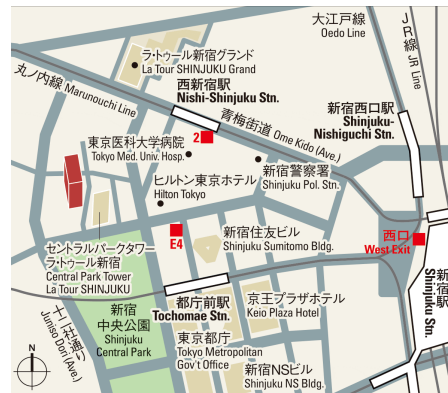 大江戸線
Oedo Line
JR線
JR Line
ラ・トゥール新宿グランド
La Tour SHINJUKU Grand
丸ノ内線 Marunouchi Line
西新宿駅
Nishi-Shinjuku Stn.
青梅街道 Ome Kido (Ave.)
新宿西口駅
Shinjuku-
Nishiguchi Stn.
2
東京医科大学病院
Tokyo Med. Univ. Hosp.
新宿警察署
Shinjuku Pol. Stn.
ヒルトン東京ホテル
Hilton Tokyo
E4
新宿住友ビル
Shinjuku Sumitomo Bldg.
西口
West Exit
新宿駅
Shinjuku Stn.
セントラルパークタワー
ラ・トゥール新宿
Central Park Tower
La Tour SHINJUKU
都庁前駅
Tochomae Stn.
京王プラザホテル
Keio Plaza Hotel
新宿
中央公園
Shinjuku
Central Park
十二社通り
Juniso Dori (Ave.)
東京都庁
Tokyo Metropolitan
Gov't Office
新宿NSビル
Shinjuku NS Bldg.
N